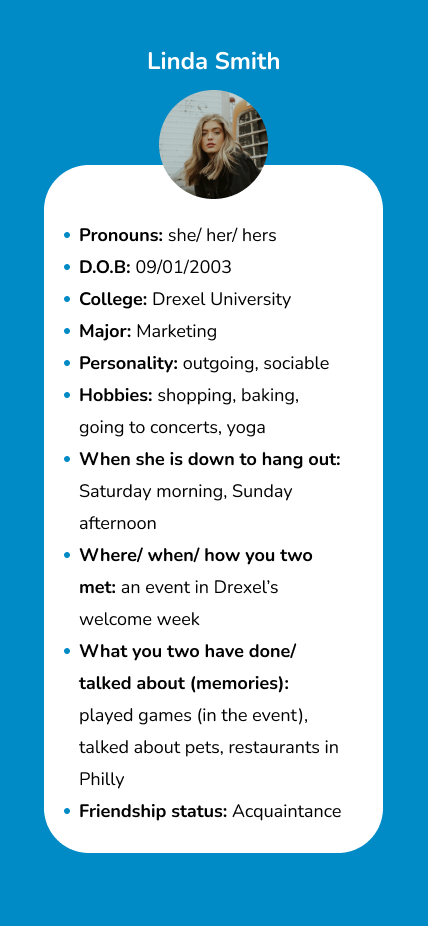 Linda Smith
Pronouns: she/ her/ hers
D.O.B: 09/01/2003
College: Drexel University
Major: Marketing
Personality: outgoing, sociable
Hobbies: shopping, baking,
going to concerts, yoga
When she is down to hang out:
Saturday morning, Sunday
afternoon
Where/ when/ how you two
met: an event in Drexel’s
welcome week
What you two have done/
talked about (memories):
played games (in the event),
talked about pets, restaurants in
Philly
Friendship status: Acquaintance